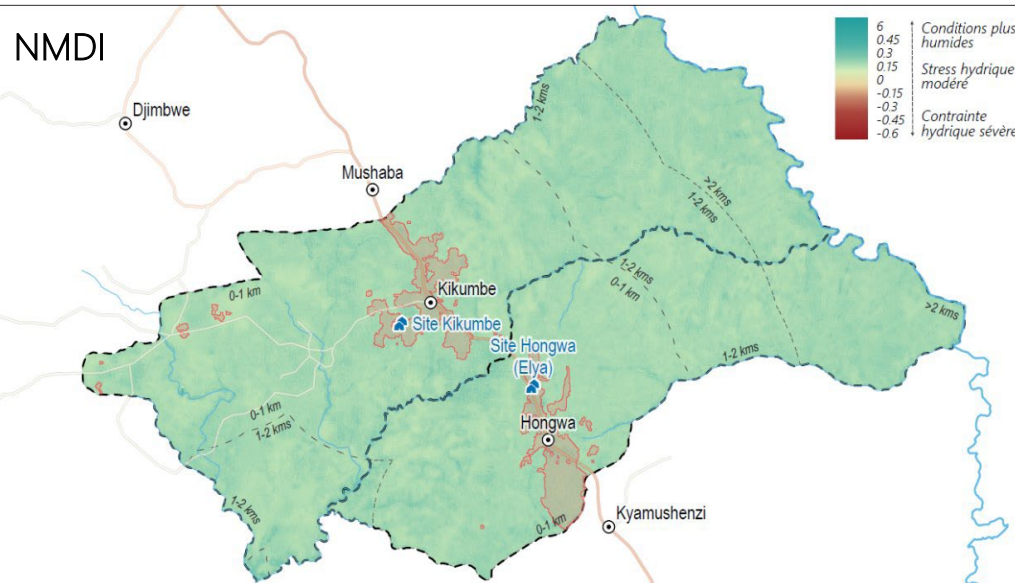 NMDI
6
0.45
0.3
0.15
0
-0.15
-0.3
-0.45
-0.6
Conditions plus
humides
Stress hydrique
modéré
Contrainte
hydrique sévère
Djimbwe
1-2 kms
Mushaba
>2 kms
1-2 kms
1-2 kms
0-1 km
0-1 km
Kikumbe
>2 kms
Site Kikumbe
Site Hongwa
(Elya)
1-2 kms
0-1 km
1-2 kms
Hongwa
1-2 kms
0-1 km
Kyamushenzi